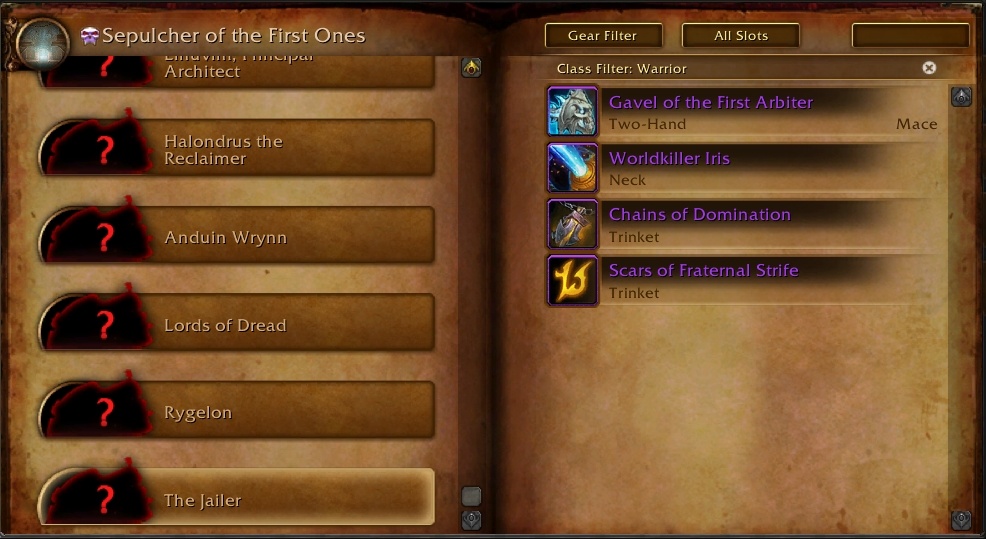 Sepulcher of the First Ones
Lihuvim, Principal
Architect
Halondrus the
Reclaimer
Anduin Wrynn
Lords of Dread
Rygelon
The Jailer
Gear Filter
All Slots
Class Filter: Warrior
Gavel of the First Arbiter
Two-Hand Mace
Worldkiller Iris
Neck
Chains of Domination
Trinket
Scars of Fraternal Strife
Trinket